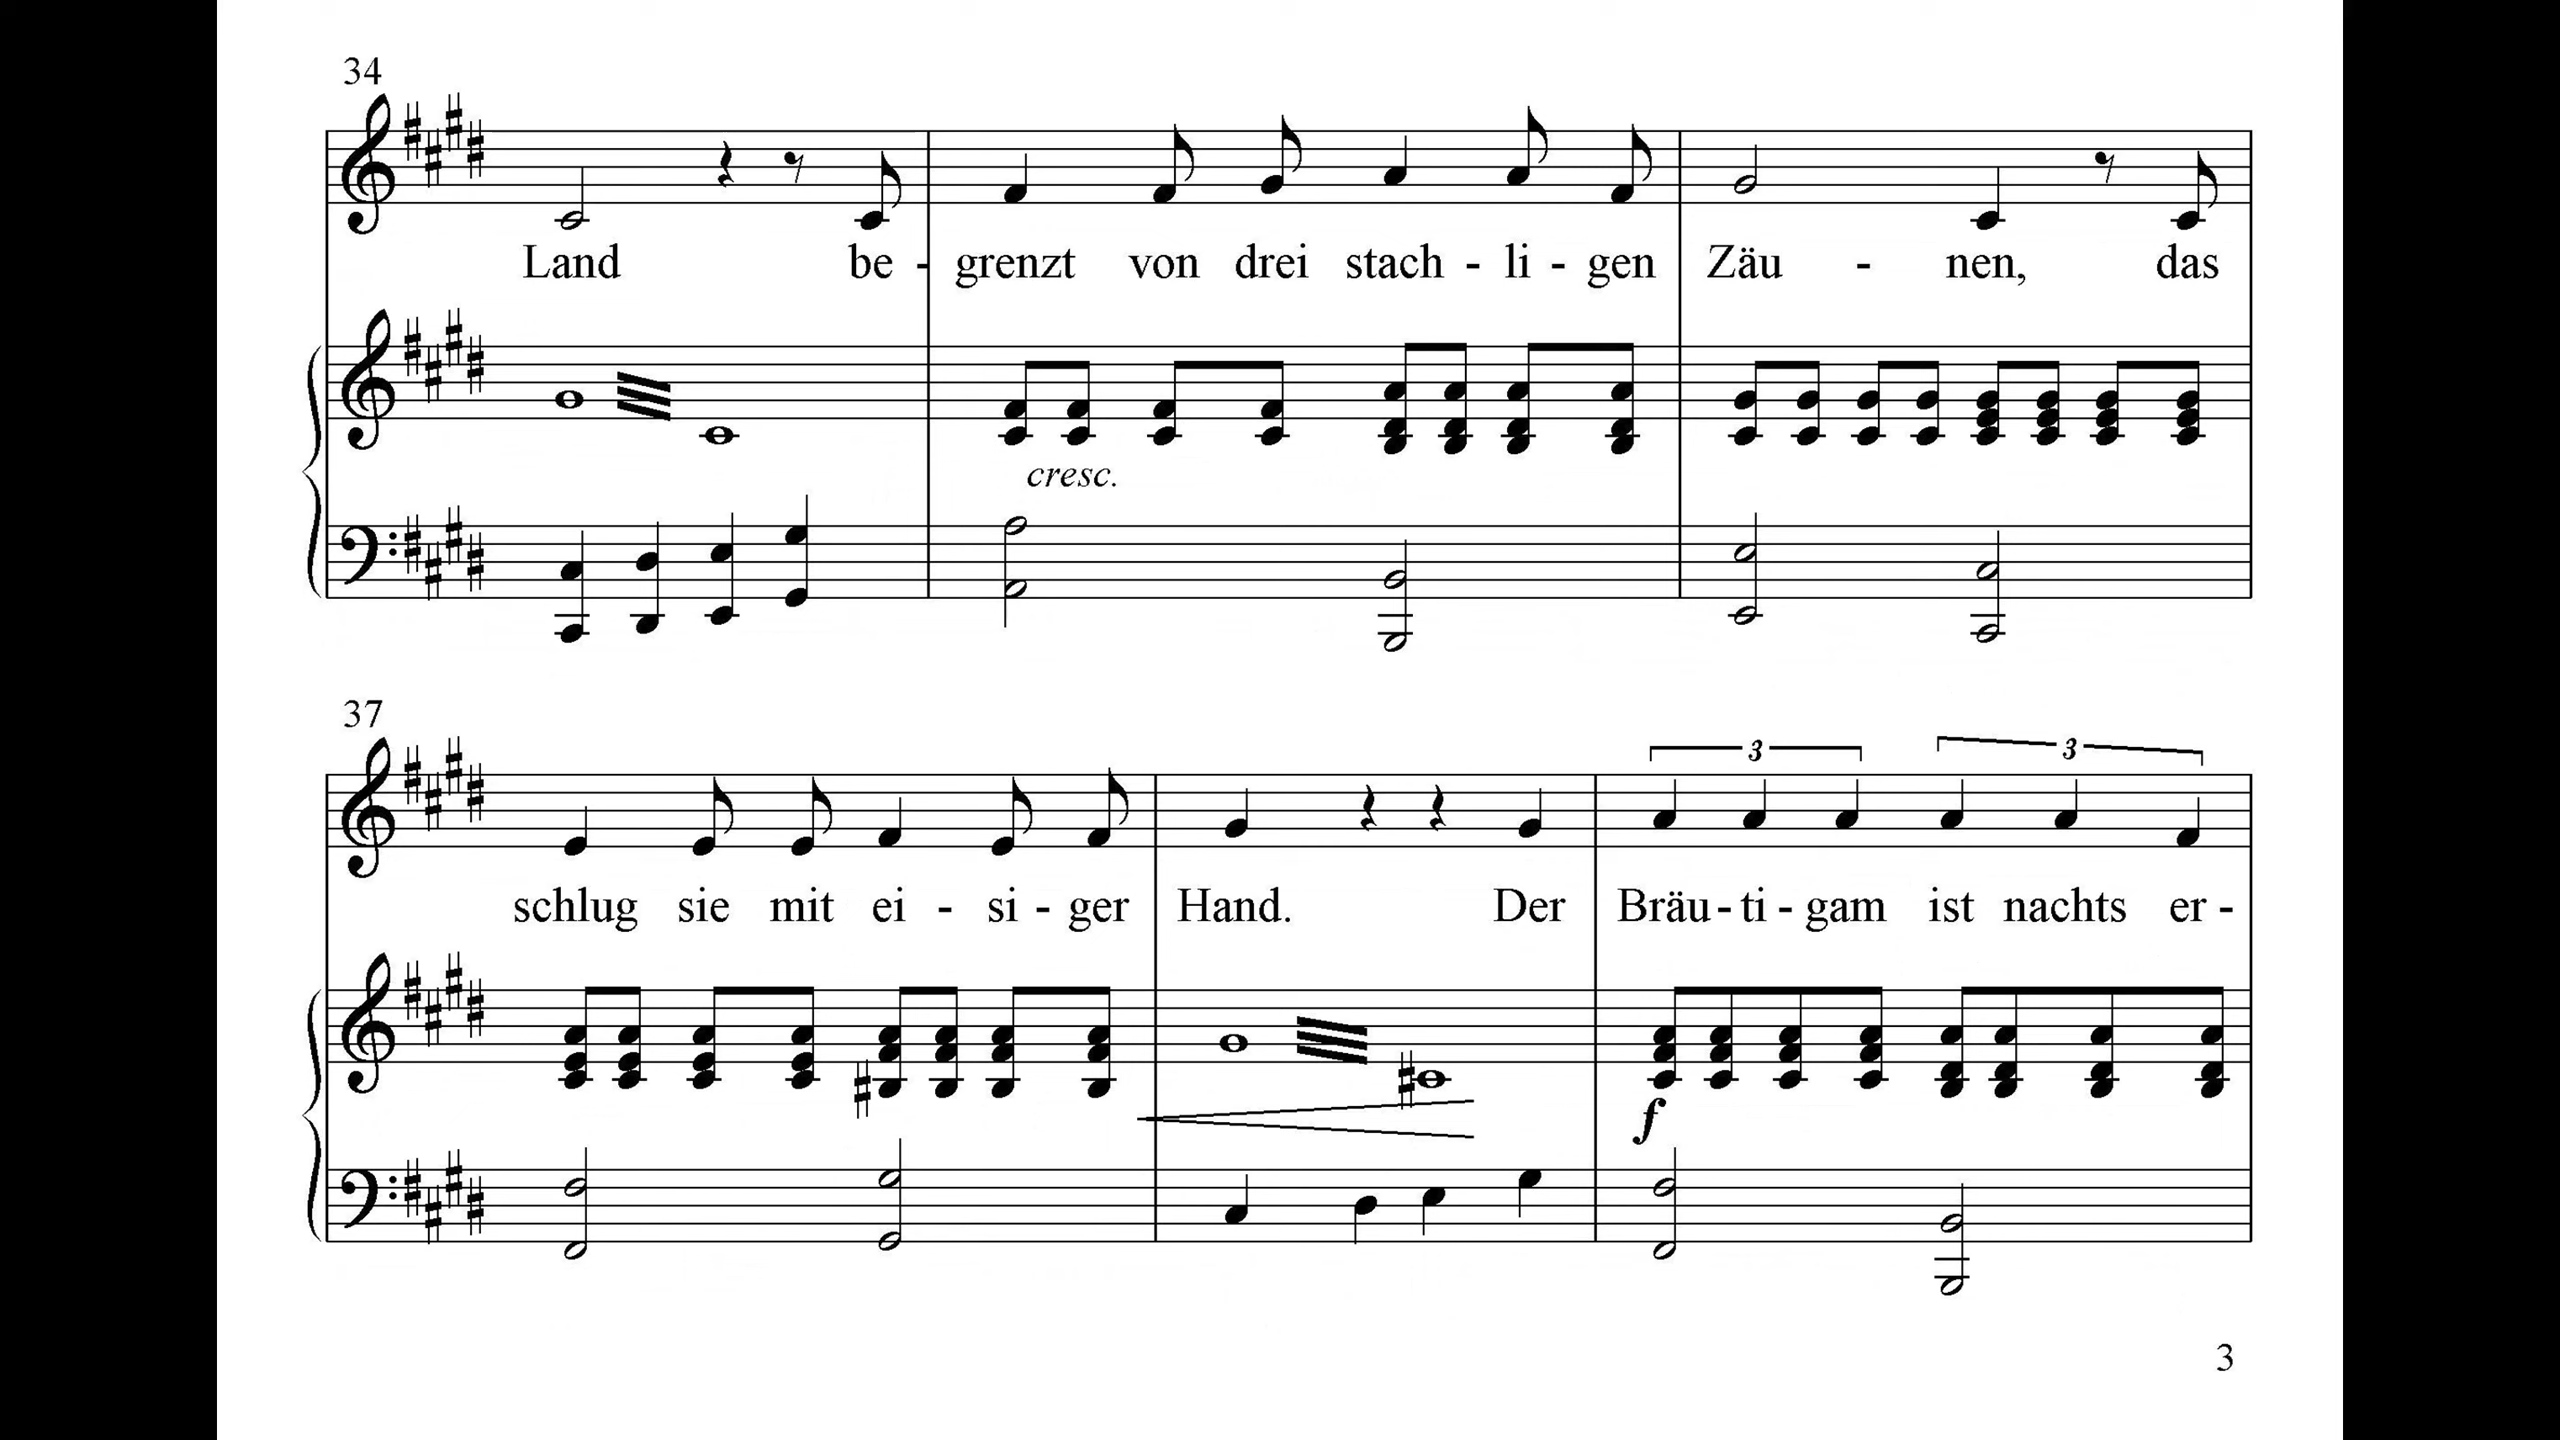 34
Land be - grenzt von drei stach - li - gen Zäu - nen, das
cresc.
37
3 3
schlug sie mit ei - si - ger Hand. Der Bräu - ti - gam ist nachts er -
f
3